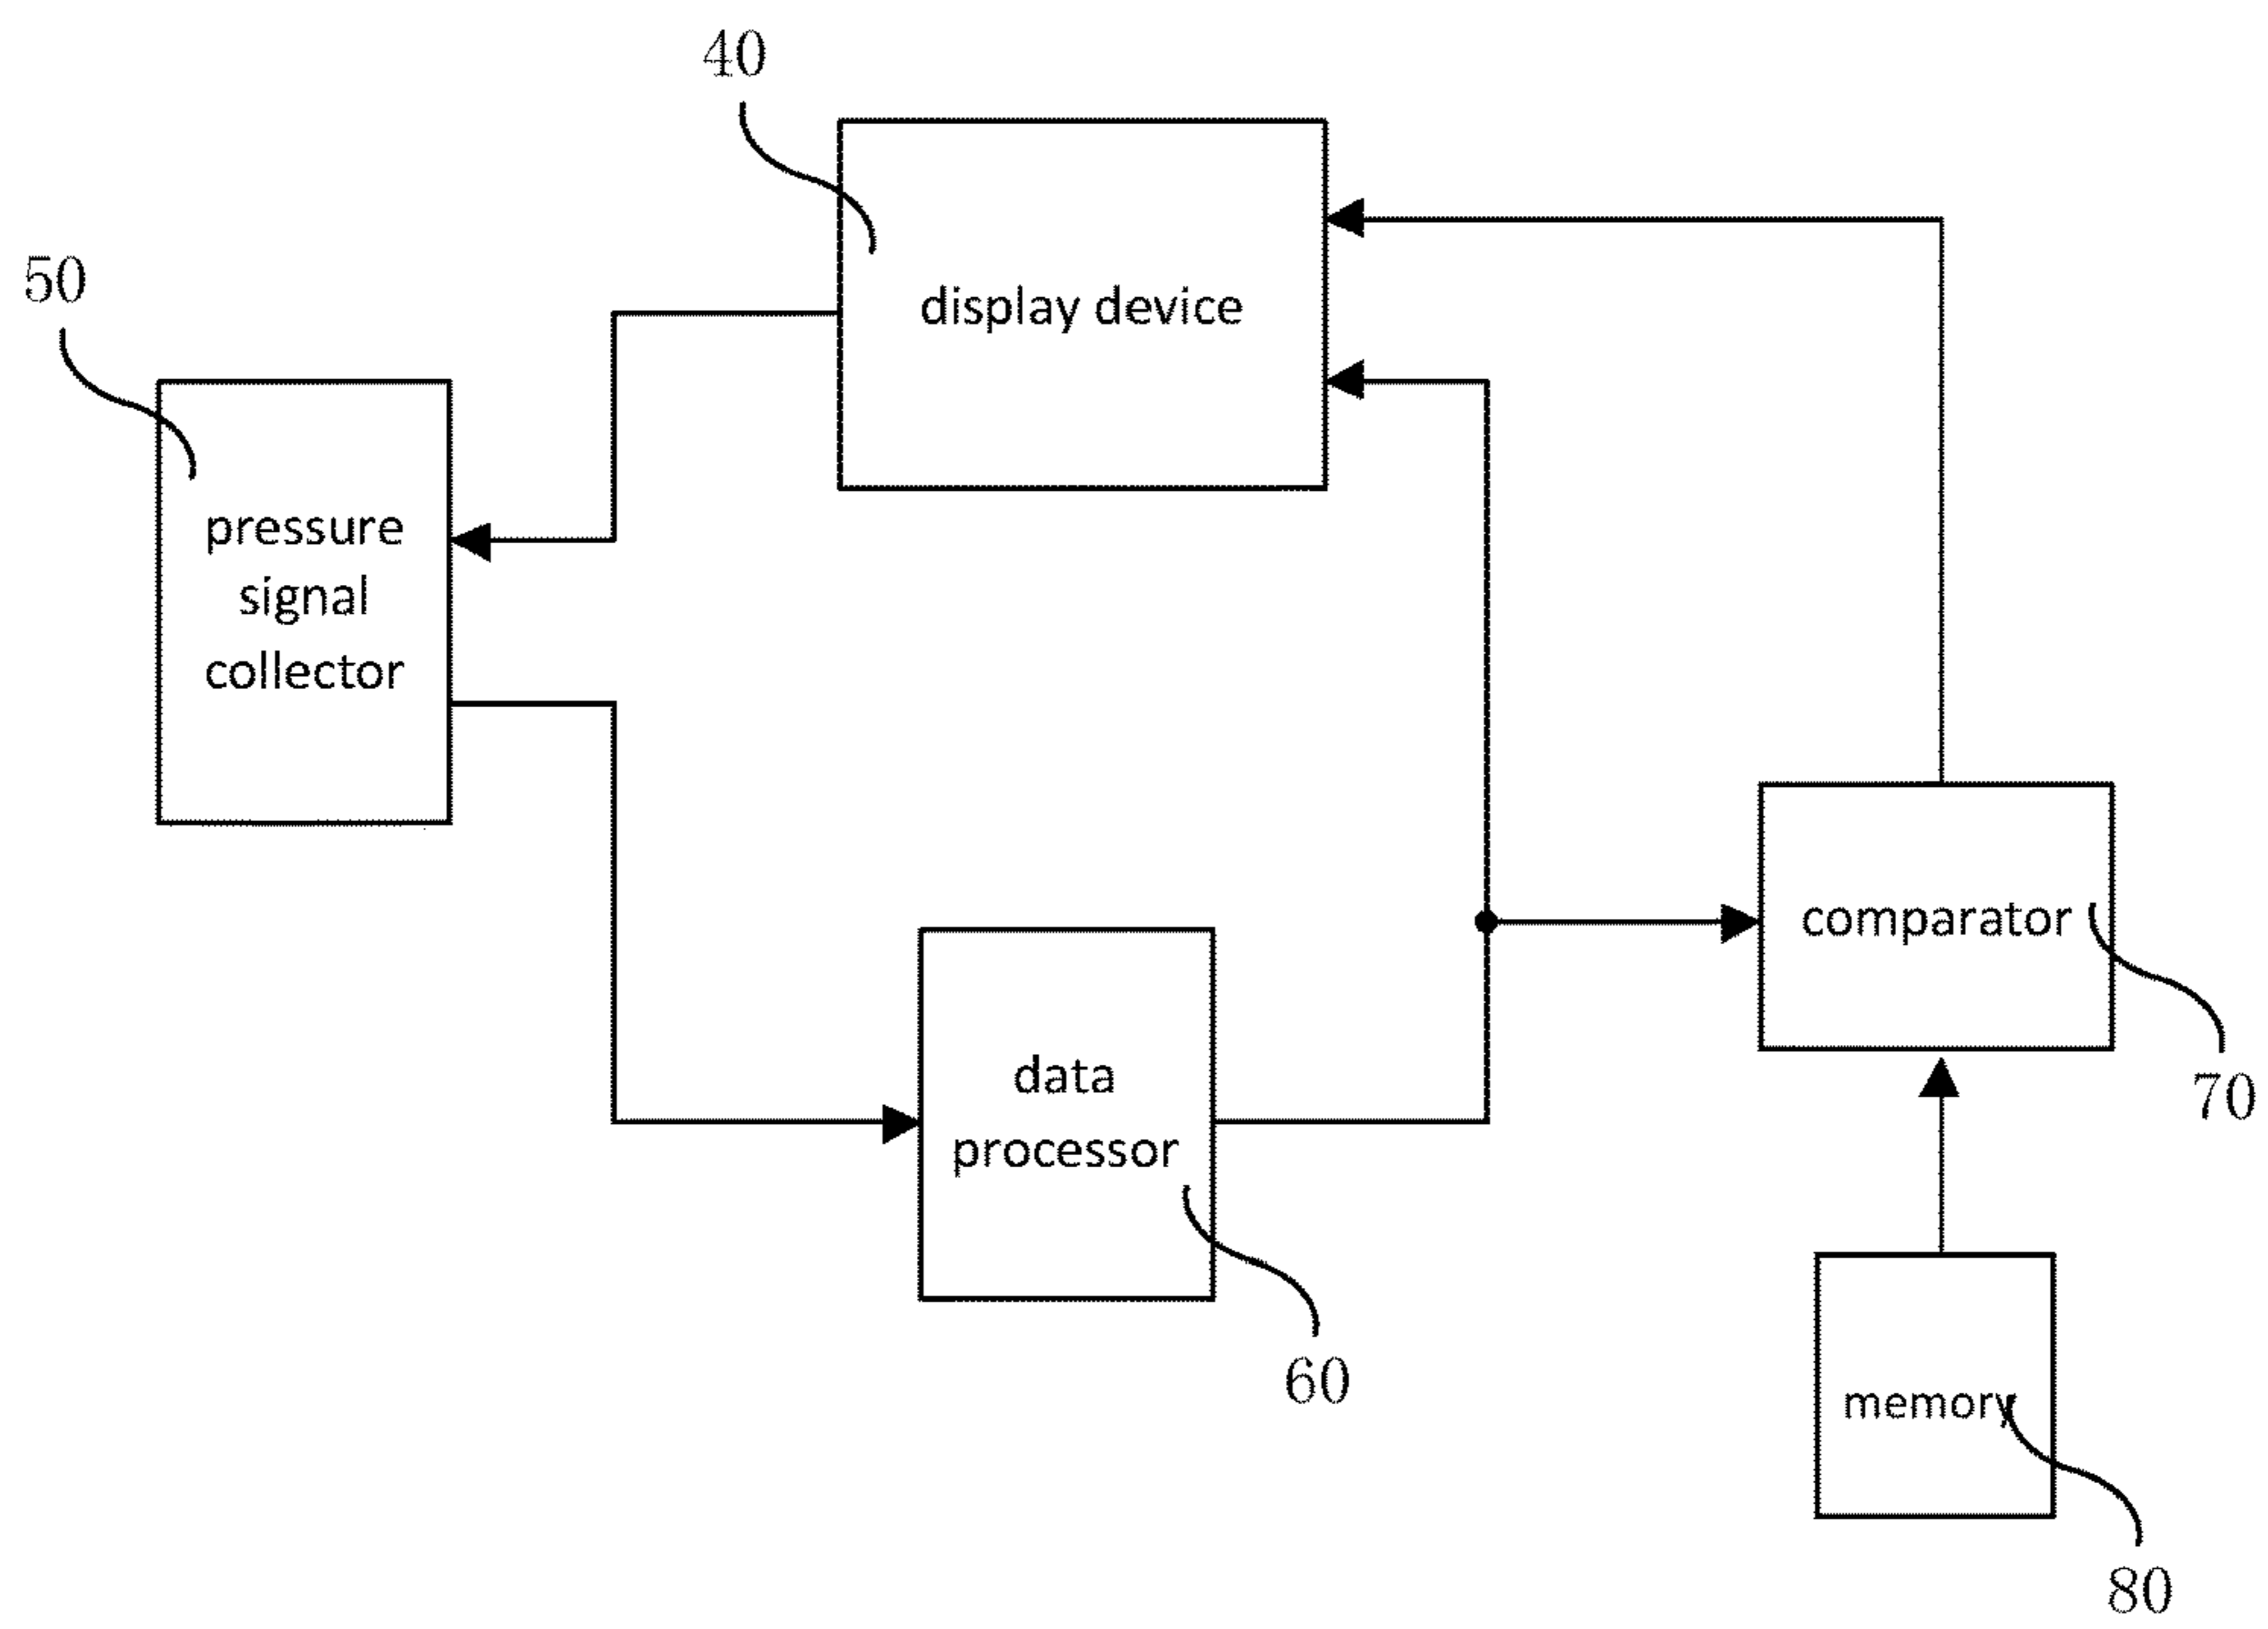 40
50
display device
pressure
signal
collector
comparator
data
processor
70
60
memory
80